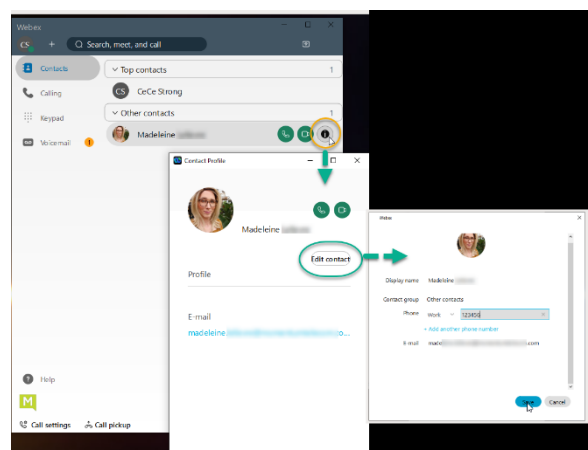 Webex
CS
Search, meet, and call
Contacts
Top contacts
1
Calling
CS
CeCe Strong
Keypad
Other contacts
1
Voicemail
1
Madeleine
Contact Profile
Madeleine
Edit contact
Profile
E-mail
madeleine.
o...
Help
M
Call settings
Call pickup
Webex
Display name
Madeleine
Contact group
Other contacts
Phone
Work
123456
+ Add another phone number
E-mail
made
.com
Save
Cancel